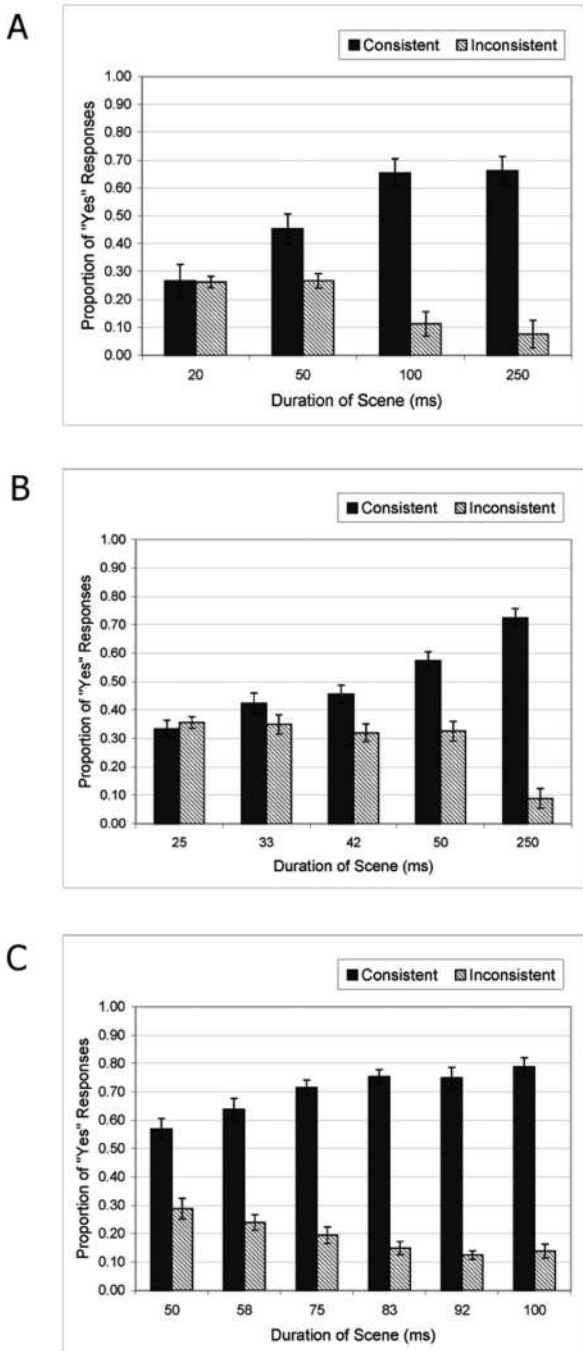 A
Consistent Inconsistent
1.00
0.90
0.80
0.70
0.60
0.50
0.40
0.30
0.20
0.10
0.00
Proportion of "Yes" Responses
20 50 100 250
Duration of Scene (ms)
B
Consistent Inconsistent
1.00
0.90
0.80
0.70
0.60
0.50
0.40
0.30
0.20
0.10
0.00
Proportion of "Yes" Responses
25 33 42 50 250
Duration of Scene (ms)
C
Consistent Inconsistent
1.00
0.90
0.80
0.70
0.60
0.50
0.40
0.30
0.20
0.10
0.00
Proportion of "Yes" Responses
50 58 75 83 92 100
Duration of Scene (ms)